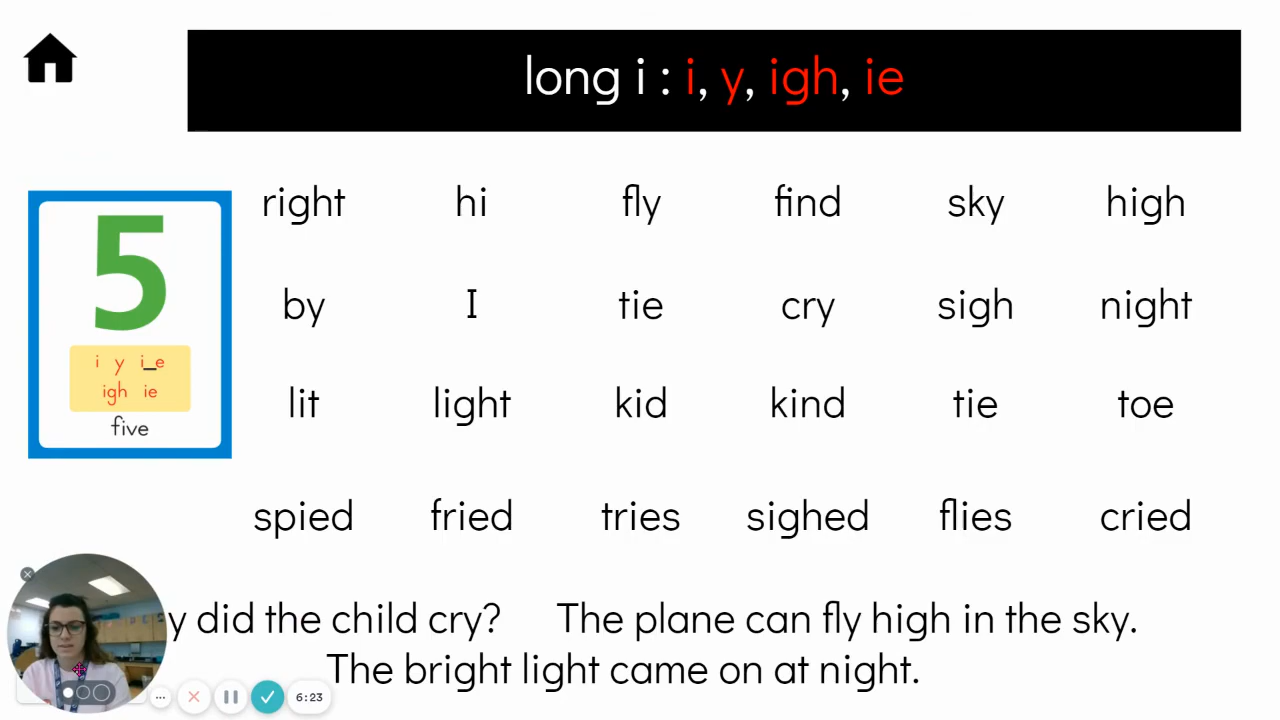 long i : i, y, igh, ie
right hi fly find sky high
by I tie cry sigh night
lit light kid kind tie toe
spied fried tries sighed flies cried
5
i y i_e
igh ie
five
y did the child cry? The plane can fly high in the sky.
The bright light came on at night.
6:23